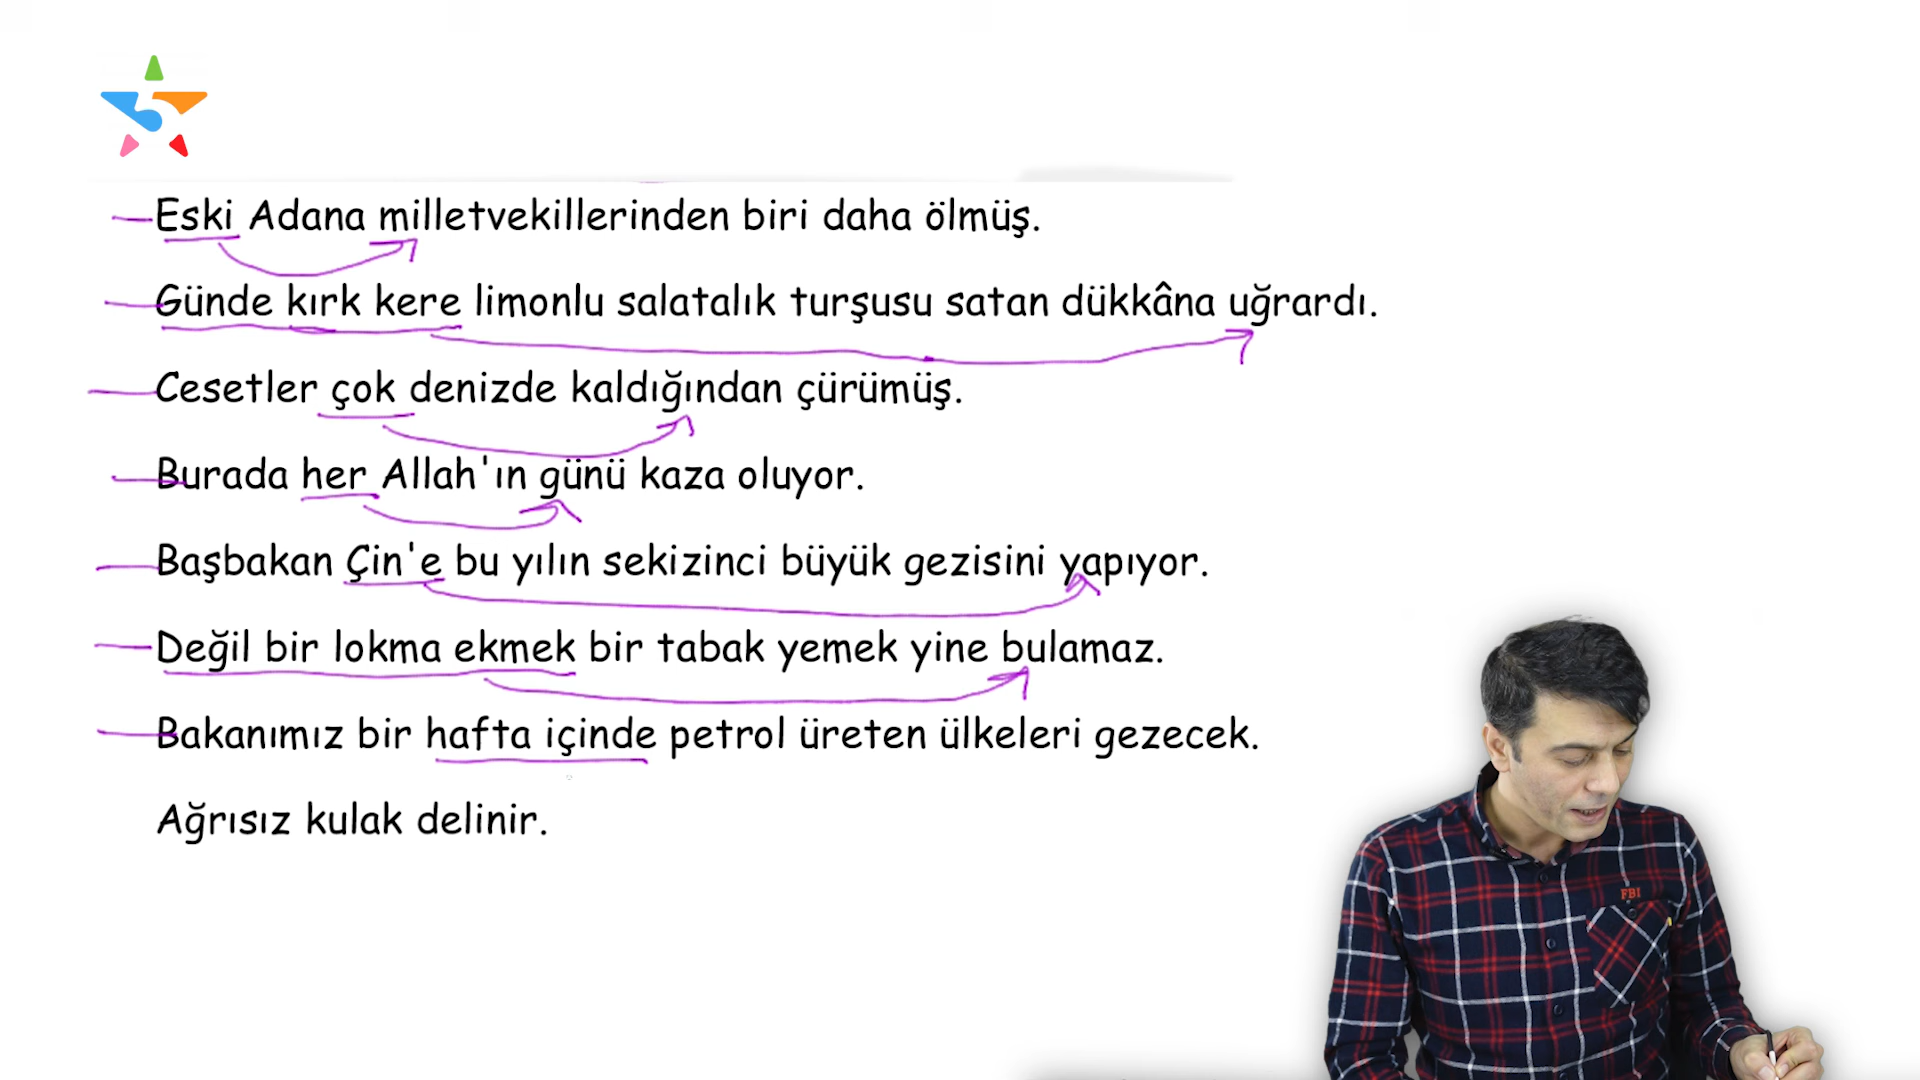 Eski Adana milletvekillerinden biri daha ölmüş.
Günde kırk kere limonlu salatalık turşusu satan dükkâna uğrardı.
Cesetler çok denizde kaldığından çürümüş.
Burada her Allah'ın günü kaza oluyor.
Başbakan Çin'e bu yılın sekizinci büyük gezisini yapıyor.
Değil bir lokma ekmek bir tabak yemek yine bulamaz.
Bakanımız bir hafta içinde petrol üreten ülkeleri gezecek.
Ağrısız kulak delinir.
FBI